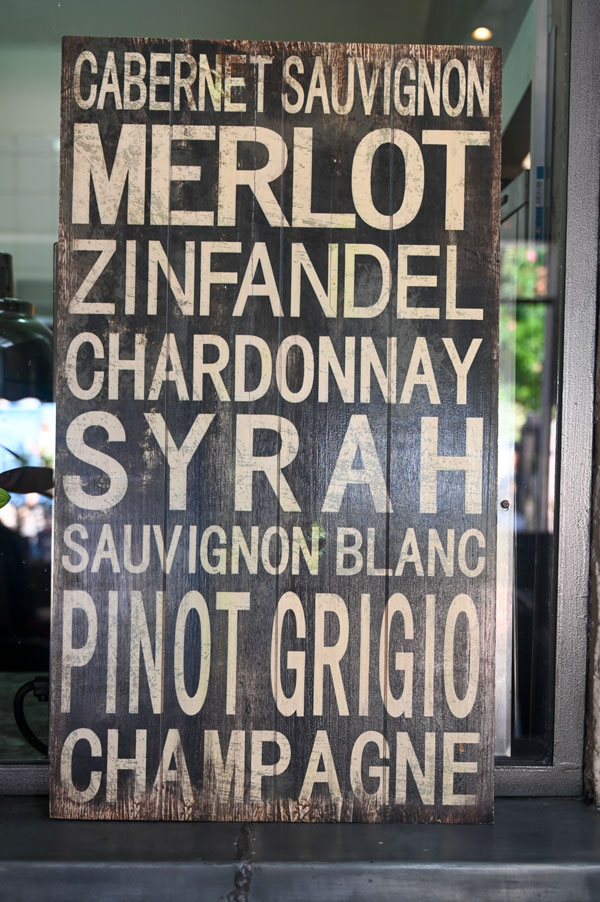 CABERNET SAUVIGNON
MERLOT
ZINFANDEL
CHARDONNAY
SYRAH
SAUVIGNON BLANC
PINOT GRIGIO
CHAMPAGNE